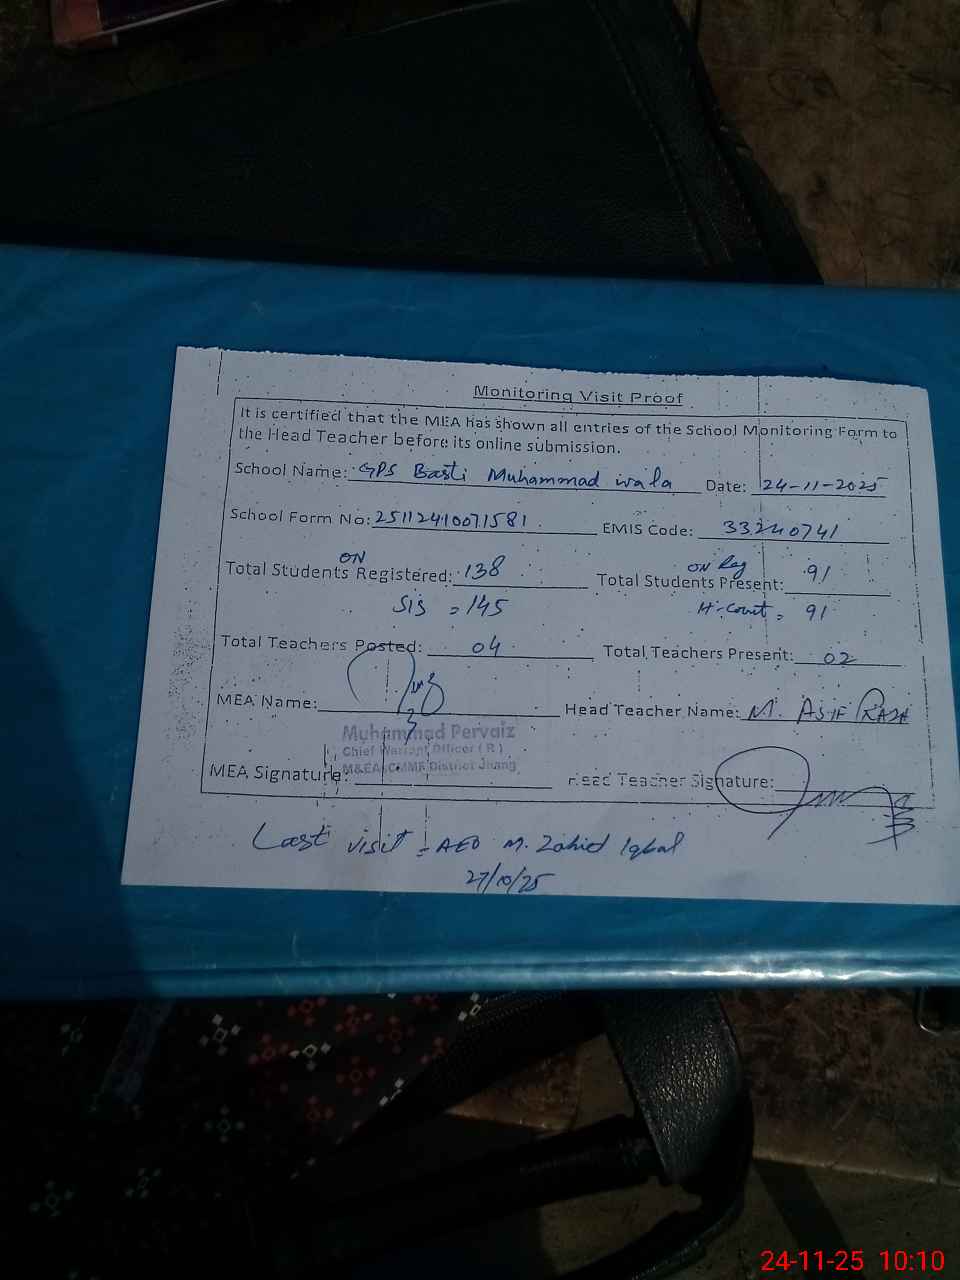 Monitoring Visit Proof
It is certified that the MEA has shown all entries of the School Monitoring Form to
the Head Teacher before its online submission.
School Name: GPS Basti Muhammad wala Date: 24-11-2025
School Form No: 25112410071581 EMIS Code: 33240741
ON ON Reg
Total Students Registered: 138 Total Students Present: 91
SIS = 145 H.Count = 91
Total Teachers Posted: 04 Total Teachers Present: 02
MEA Name: Head Teacher Name: M. ASIF
Muhammad Pervaiz
Chief Warrant Officer ( R )
M&EA, CMMF District Jhang
MEA Signature: Head Teacher Signature:
Last visit = AEO M. Zahid Iqbal
27/10/25
24-11-25 10:10